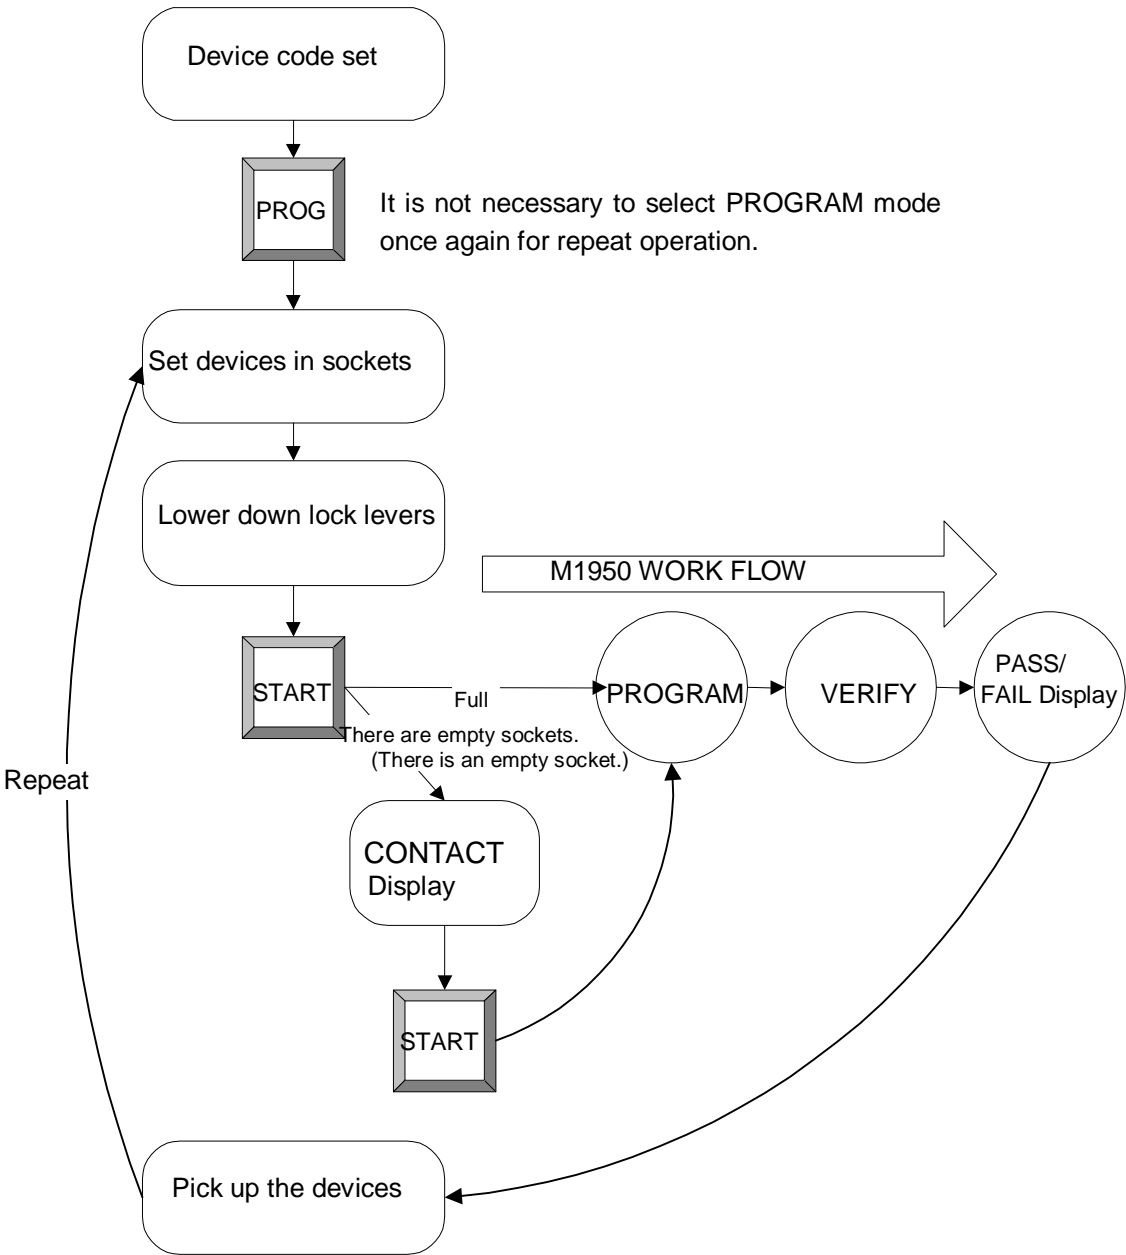 Device code set
PROG
It is not necessary to select PROGRAM mode
once again for repeat operation.
Set devices in sockets
Lower down lock levers
M1950 WORK FLOW
START
Full
PROGRAM
VERIFY
PASS/
FAIL Display
There are empty sockets.
(There is an empty socket.)
Repeat
CONTACT
Display
START
Pick up the devices